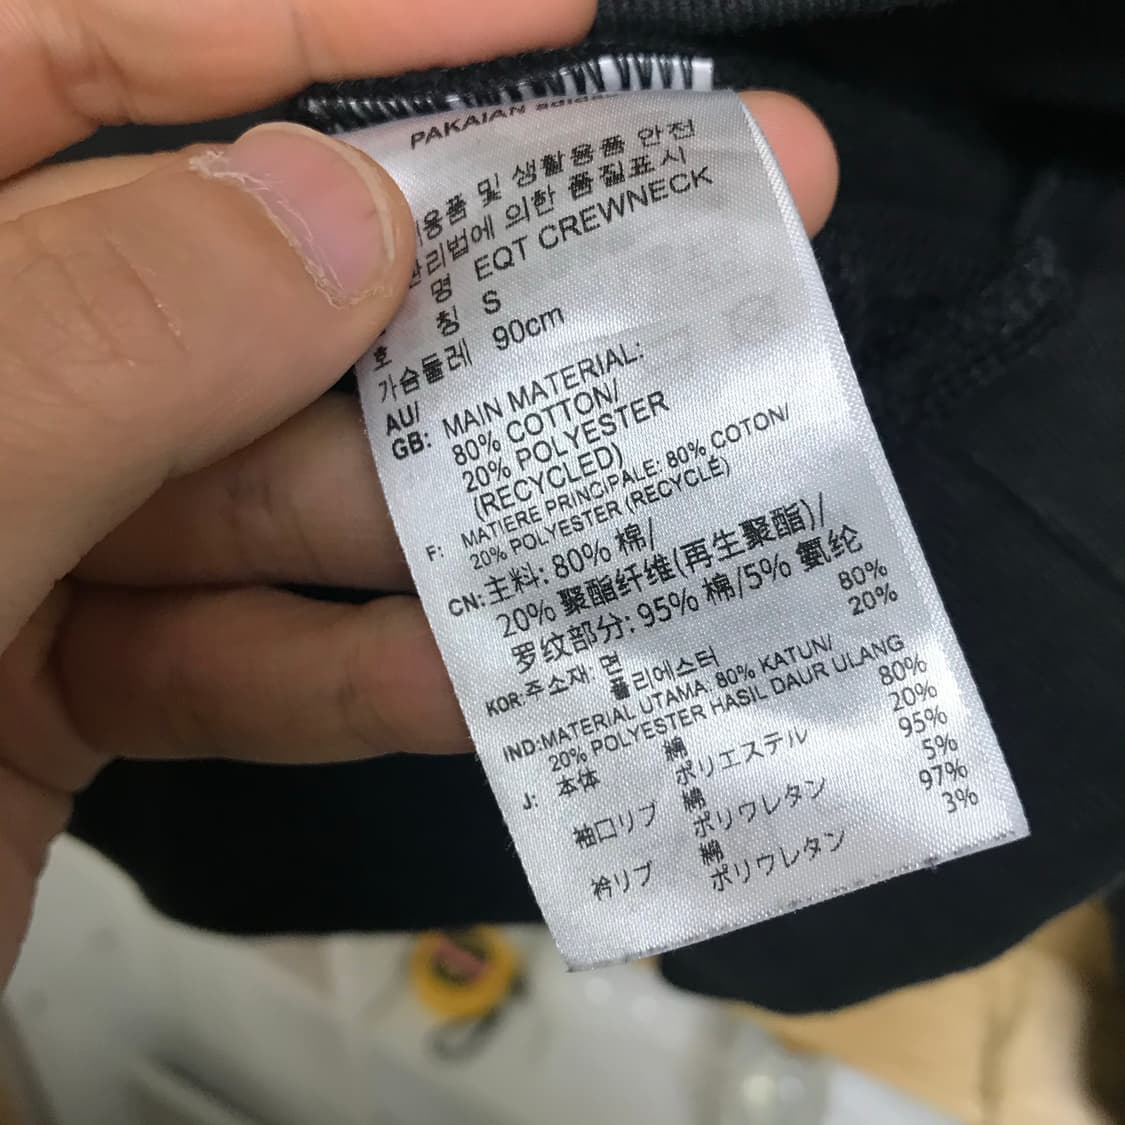 PAKAIAN adidas
용품 및 생활용품 안전
관리법에 의한 품질표시
명 EQT CREWNECK
호 칭 S
가슴둘레 90cm
AU/
GB: MAIN MATERIAL:
80% COTTON/
20% POLYESTER
(RECYCLED)
F: MATIERE PRINCIPALE: 80% COTON/
20% POLYESTER (RECYCLÉ)
CN: 主料: 80% 棉/
20% 聚酯纤维(再生聚酯)/
罗纹部分: 95% 棉/5% 氨纶
KOR: 주소재: 면 80%
폴리에스터 20%
IND:MATERIAL UTAMA: 80% KATUN/
20% POLYESTER HASIL DAUR ULANG
J: 本体 綿 80%
ポリエステル 20%
袖口リブ 綿 95%
ポリウレタン 5%
衿リブ 綿 97%
ポリウレタン 3%